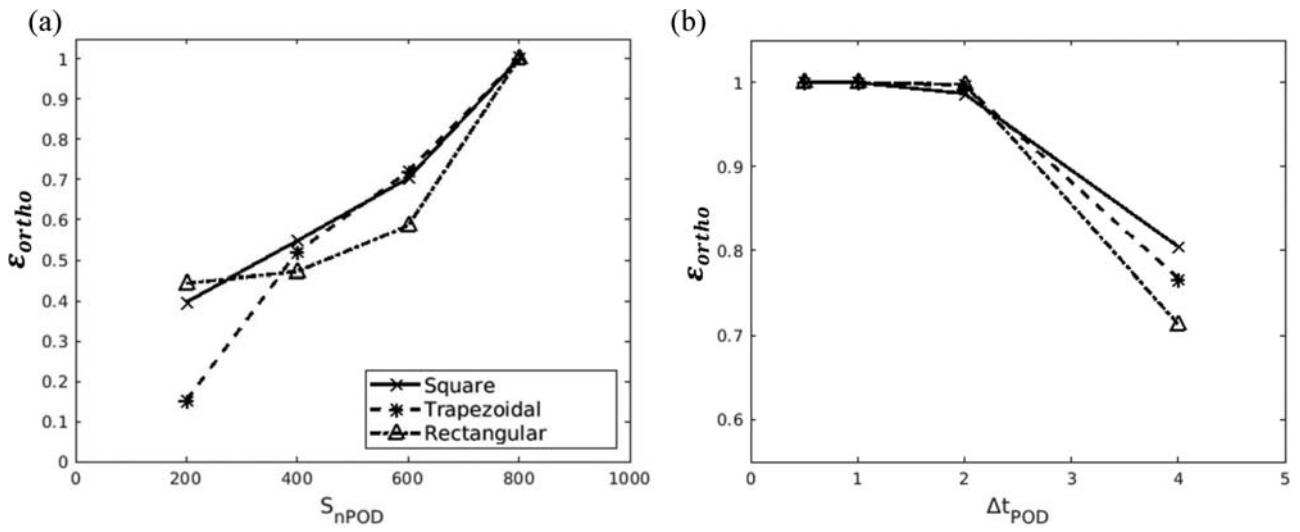 (a)
1
0.9
0.8
0.7
0.6
0.5
0.4
0.3
0.2
0.1
0
ε_ortho
Square
Trapezoidal
Rectangular
0 200 400 600 800 1000
S_nPOD
(b)
1
0.9
0.8
0.7
0.6
ε_ortho
0 1 2 3 4 5
Δt_POD